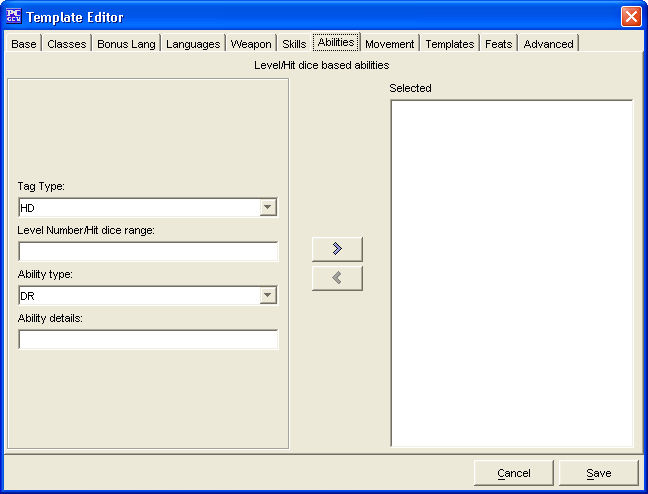 PC GEN Template Editor
Base Classes Bonus Lang Languages Weapon Skills Abilities Movement Templates Feats Advanced
Level/Hit dice based abilities
Selected
Tag Type:
HD
Level Number/Hit dice range:
Ability type:
DR
Ability details:
Cancel Save